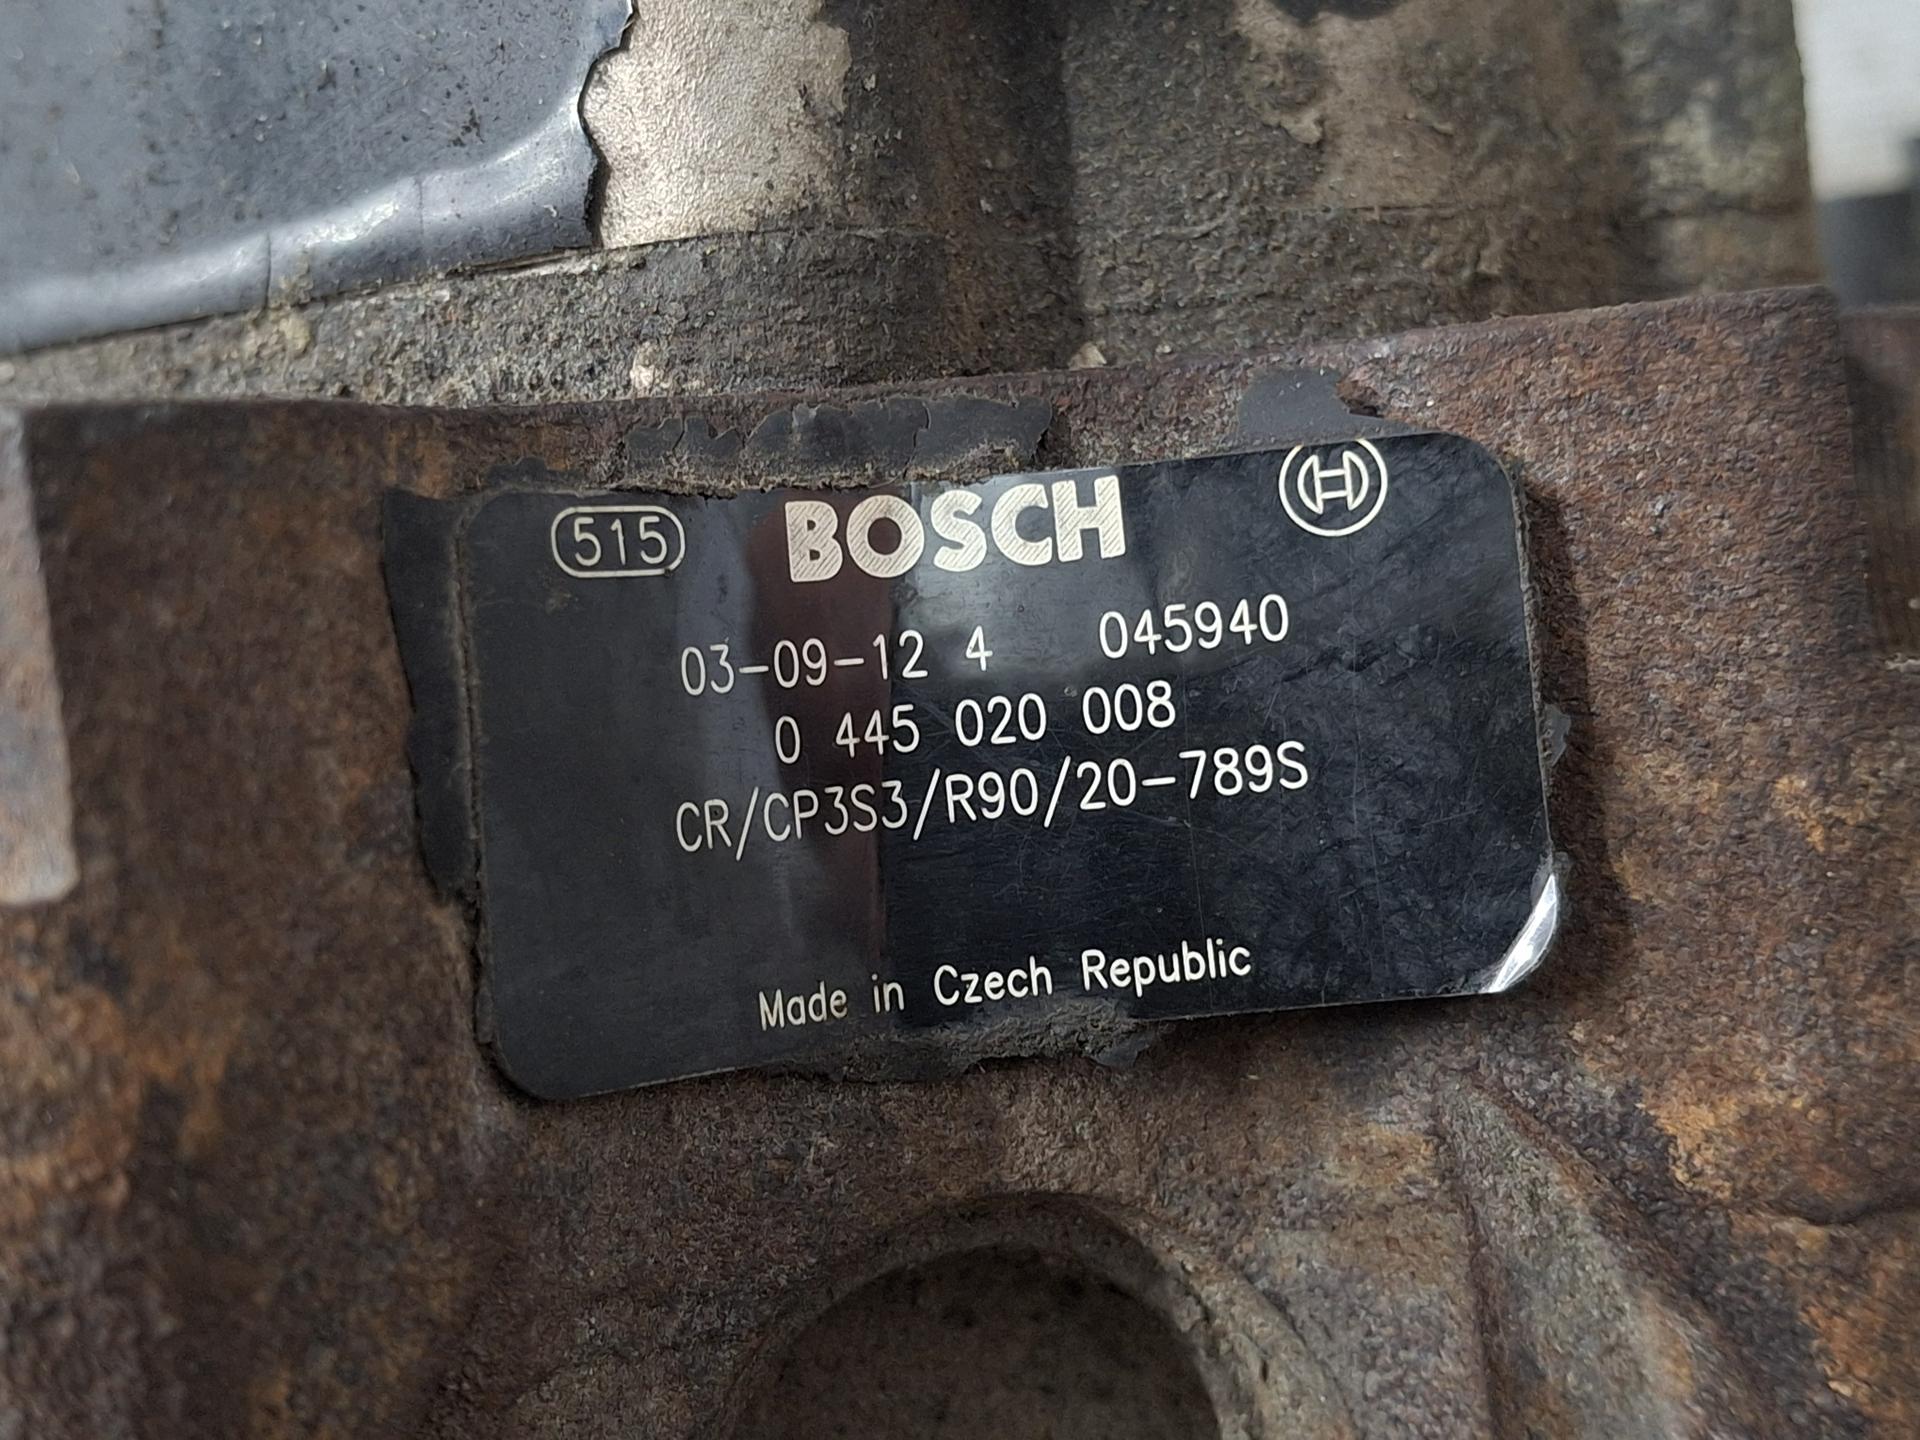 515 BOSCH
03-09-12 4 045940
0 445 020 008
CR/CP3S3/R90/20-789S
Made in Czech Republic